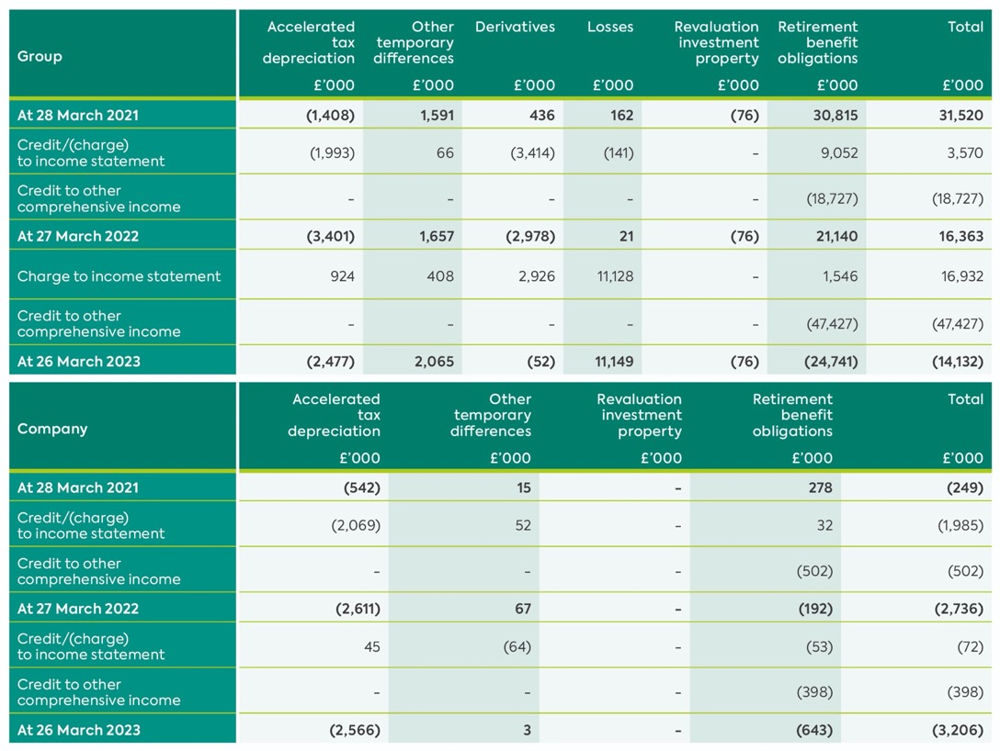 Group Accelerated tax depreciation Other temporary differences Derivatives Losses Revaluation investment property Retirement benefit obligations Total
£’000 £’000 £’000 £’000 £’000 £’000 £’000
At 28 March 2021 (1,408) 1,591 436 162 (76) 30,815 31,520
Credit/(charge) to income statement (1,993) 66 (3,414) (141) – 9,052 3,570
Credit to other comprehensive income – – – – – (18,727) (18,727)
At 27 March 2022 (3,401) 1,657 (2,978) 21 (76) 21,140 16,363
Charge to income statement 924 408 2,926 11,128 – 1,546 16,932
Credit to other comprehensive income – – – – – (47,427) (47,427)
At 26 March 2023 (2,477) 2,065 (52) 11,149 (76) (24,741) (14,132)
Company Accelerated tax depreciation Other temporary differences Revaluation investment property Retirement benefit obligations Total
£’000 £’000 £’000 £’000 £’000
At 28 March 2021 (542) 15 – 278 (249)
Credit/(charge) to income statement (2,069) 52 – 32 (1,985)
Credit to other comprehensive income – – – (502) (502)
At 27 March 2022 (2,611) 67 – (192) (2,736)
Credit/(charge) to income statement 45 (64) – (53) (72)
Credit to other comprehensive income – – – (398) (398)
At 26 March 2023 (2,566) 3 – (643) (3,206)